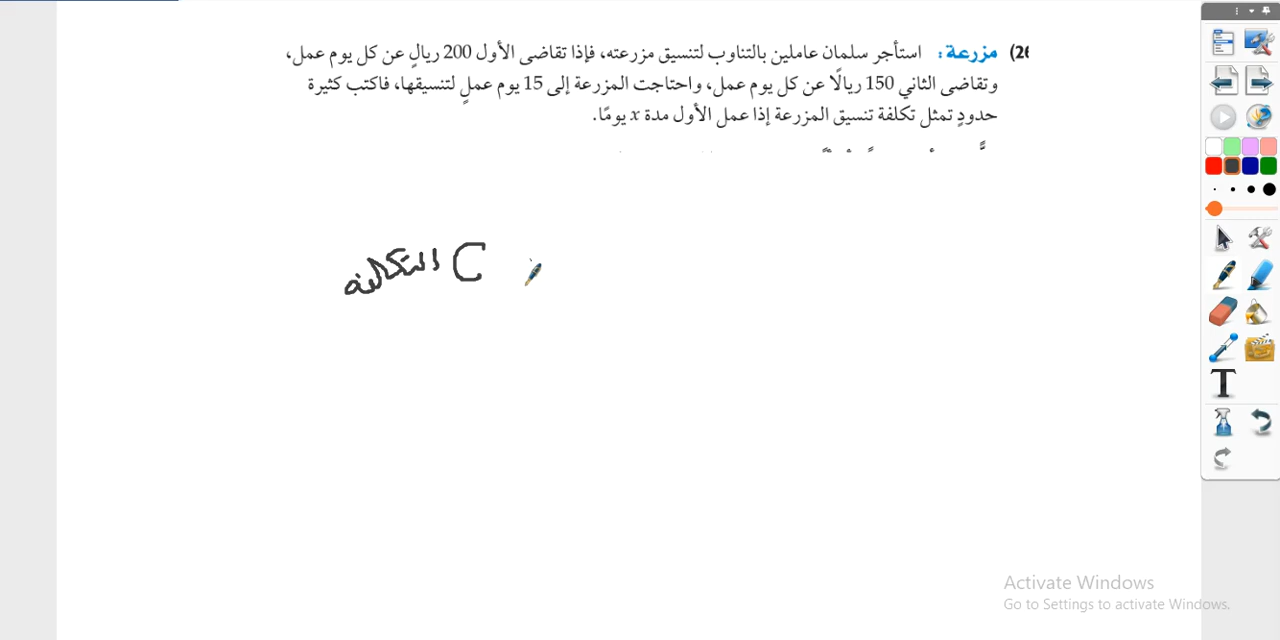 (26 مزرعة: استأجر سلمان عاملين بالتناوب لتنسيق مزرعته، فإذا تقاضى الأول 200 ريالٍ عن كل يوم عمل،
وتقاضى الثاني 150 ريالًا عن كل يوم عمل، واحتاجت المزرعة إلى 15 يوم عملٍ لتنسيقها، فاكتب كثيرة
حدودٍ تمثل تكلفة تنسيق المزرعة إذا عمل الأول مدة x يومًا.
التكلفه C
T
Activate Windows
Go to Settings to activate Windows.